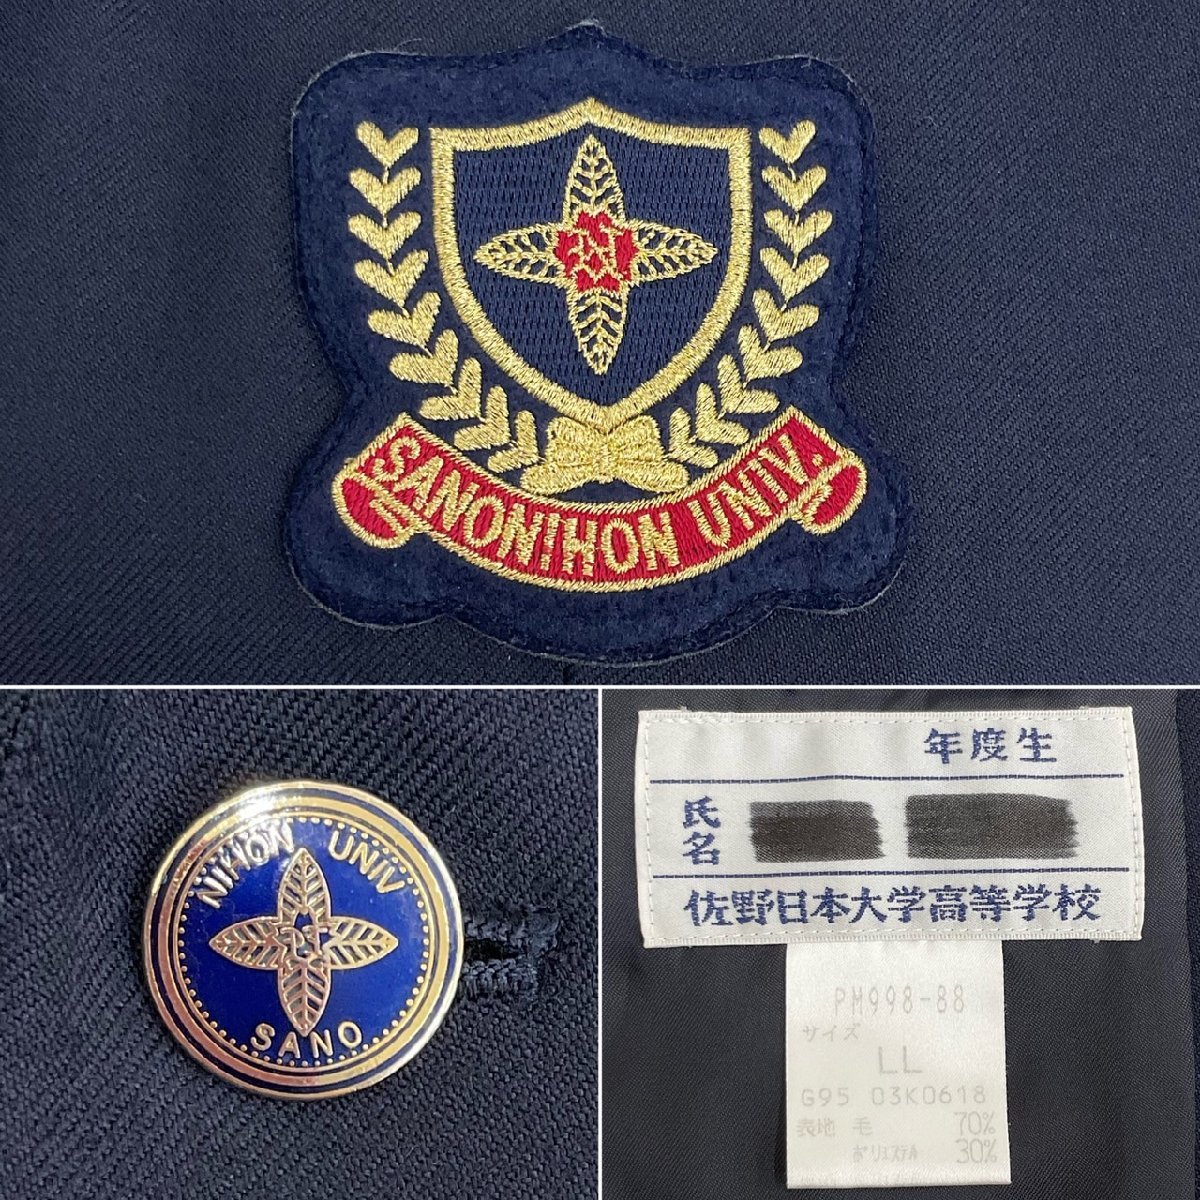 SANONIHON UNIV.
NIHON UNIV
SANO
年度生
氏名
佐野日本大学高等学校
PM998-88
サイズ
LL
G95 03K0618
表地 毛 70%
ポリエステル 30%